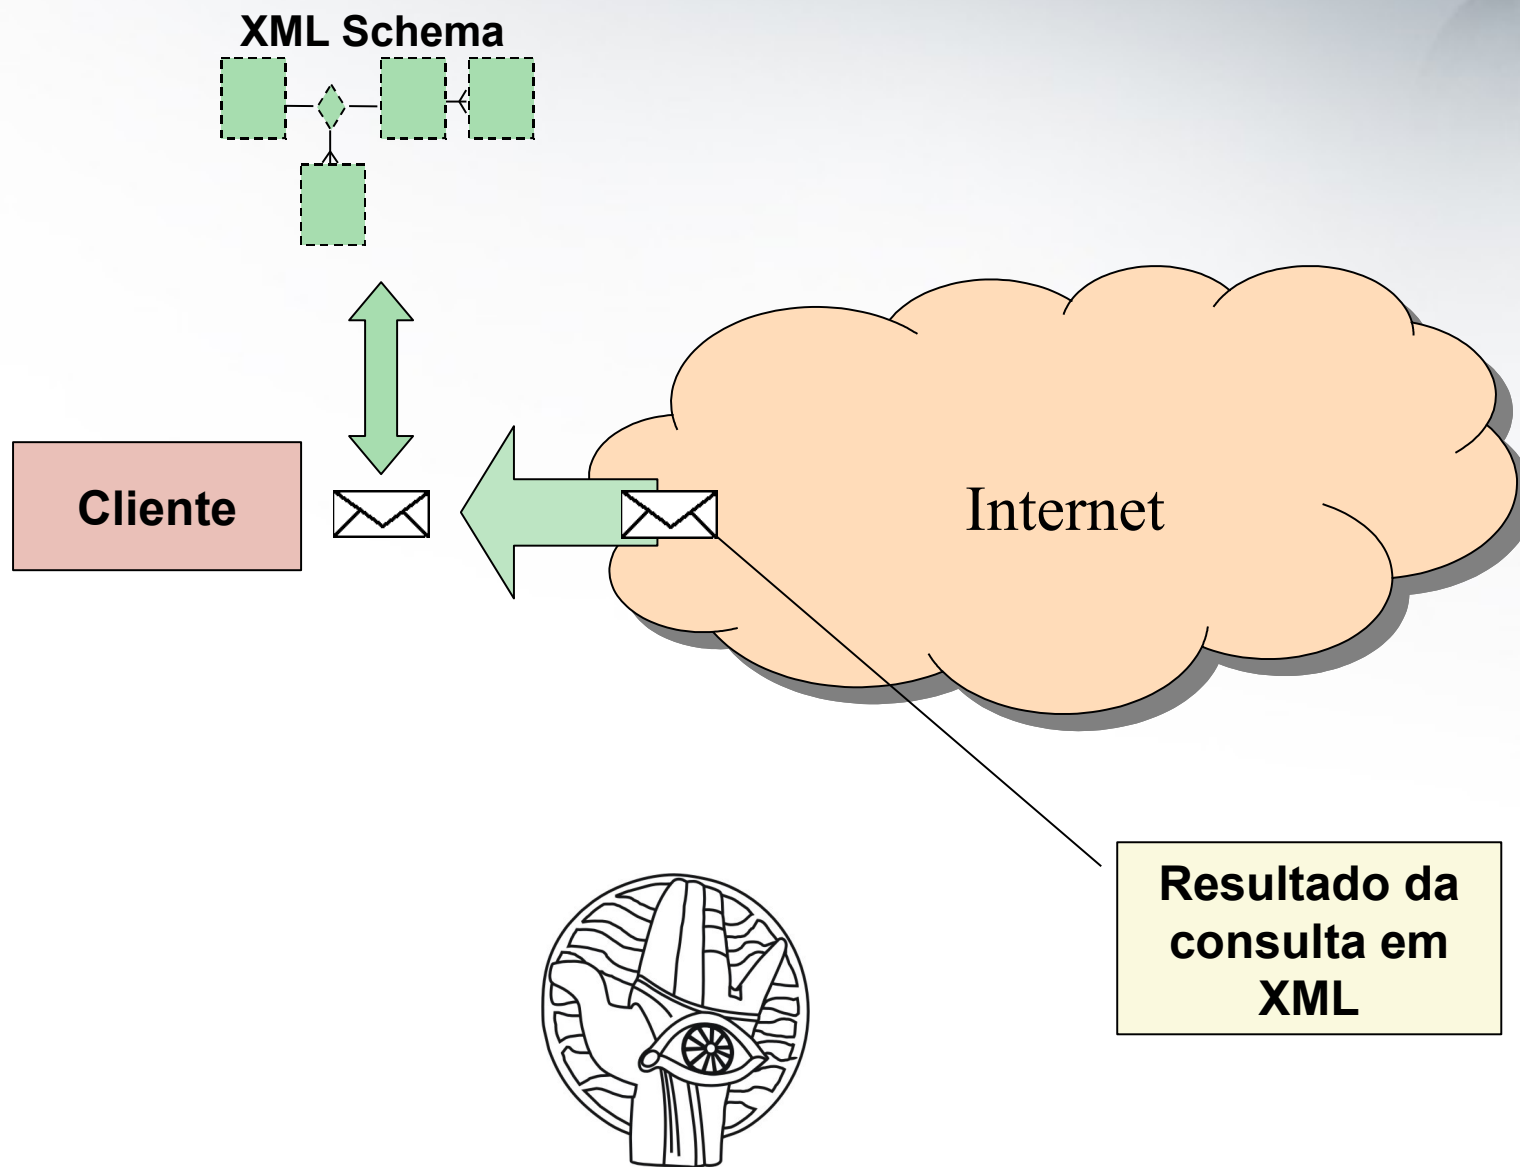 XML Schema
Cliente
Internet
Resultado da
consulta em
XML